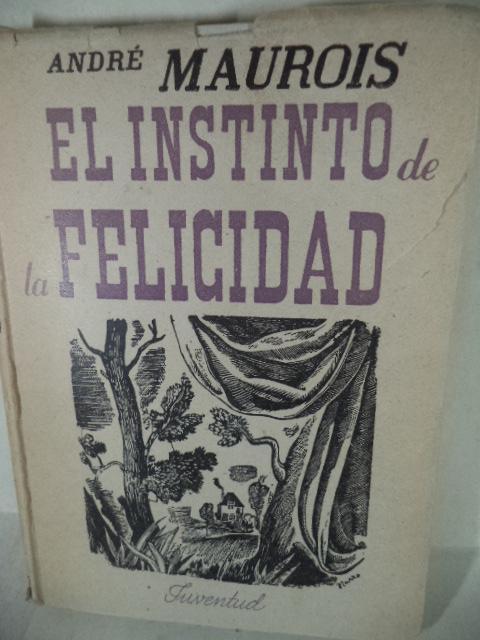 ANDRÉ MAUROIS
EL INSTINTO de
la FELICIDAD
Juventud